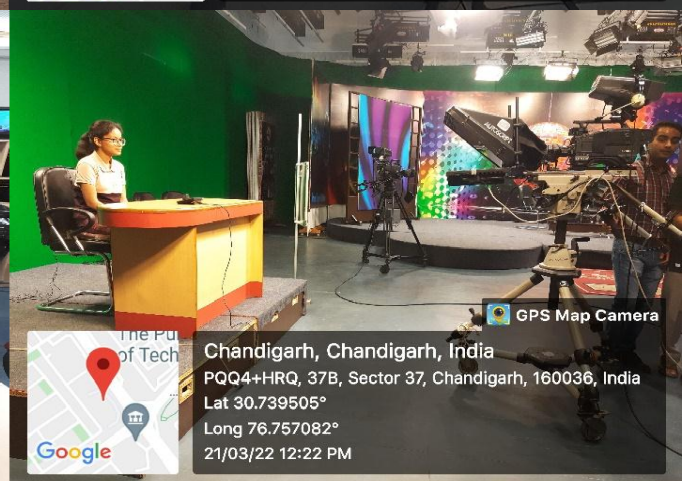 AUTOSCRIPT
GPS Map Camera
The Pu
of Tech
Google
Chandigarh, Chandigarh, India
PQQ4+HRQ, 37B, Sector 37, Chandigarh, 160036, India
Lat 30.739505°
Long 76.757082°
21/03/22 12:22 PM